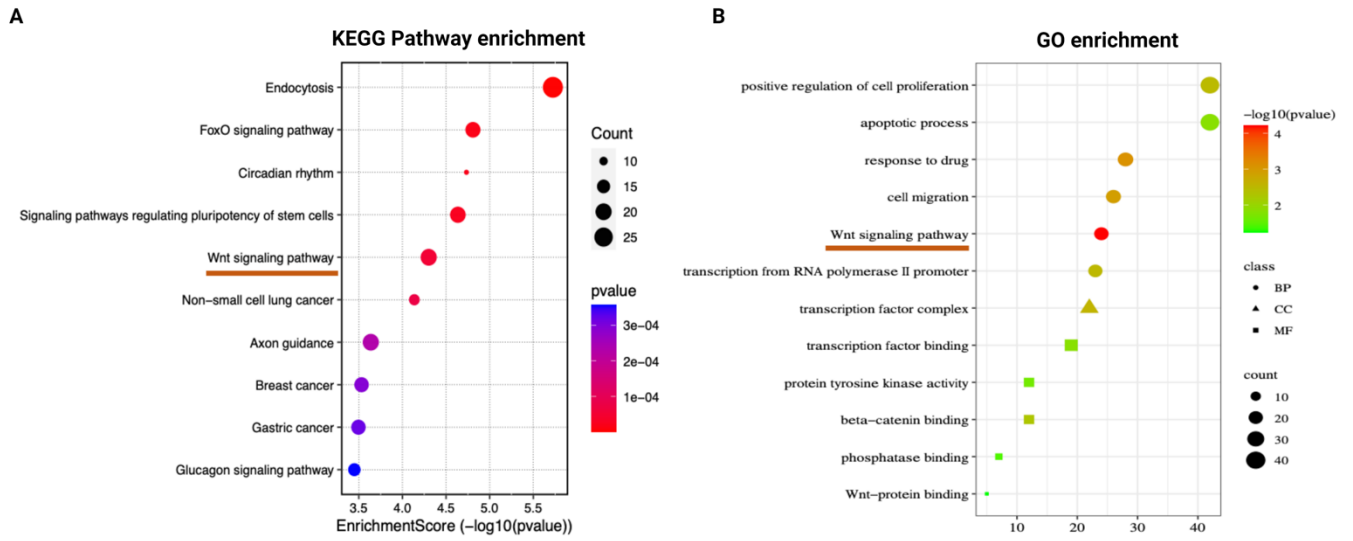 A
KEGG Pathway enrichment
Endocytosis
FoxO signaling pathway
Circadian rhythm
Signaling pathways regulating pluripotency of stem cells
Wnt signaling pathway
Non−small cell lung cancer
Axon guidance
Breast cancer
Gastric cancer
Glucagon signaling pathway
3.5 4.0 4.5 5.0 5.5
EnrichmentScore (−log10(pvalue))
Count
10
15
20
25
pvalue
3e−04
2e−04
1e−04
B
GO enrichment
positive regulation of cell proliferation
apoptotic process
response to drug
cell migration
Wnt signaling pathway
transcription from RNA polymerase II promoter
transcription factor complex
transcription factor binding
protein tyrosine kinase activity
beta−catenin binding
phosphatase binding
Wnt−protein binding
10 20 30 40
−log10(pvalue)
4
3
2
class
BP
CC
MF
count
10
20
30
40